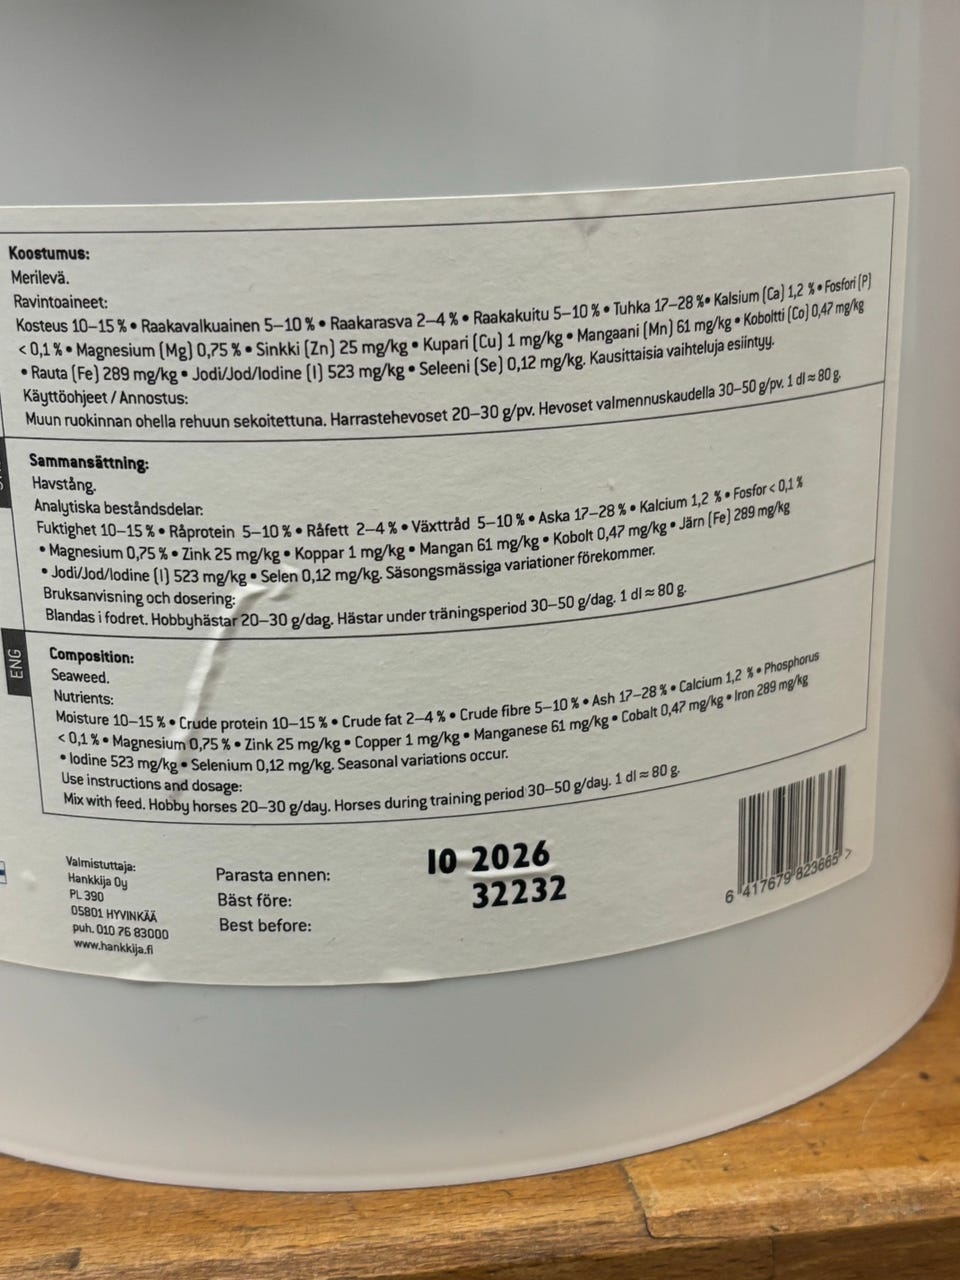 Koostumus:
Merilevä.
Ravintoaineet:
Kosteus 10–15 % • Raakavalkuainen 5–10 % • Raakarasva 2–4 % • Raakakuitu 5–10 % • Tuhka 17–28 % • Kalsium (Ca) 1,2 % • Fosfori (P)
< 0,1 % • Magnesium (Mg) 0,75 % • Sinkki (Zn) 25 mg/kg • Kupari (Cu) 1 mg/kg • Mangaani (Mn) 61 mg/kg • Koboltti (Co) 0,47 mg/kg
• Rauta (Fe) 289 mg/kg • Jodi/Jod/Iodine (I) 523 mg/kg • Seleeni (Se) 0,12 mg/kg. Kausittaisia vaihteluja esiintyy.
Käyttöohjeet / Annostus:
Muun ruokinnan ohella rehuun sekoitettuna. Harrastehevoset 20–30 g/pv. Hevoset valmennuskaudella 30–50 g/pv. 1 dl ≈ 80 g.
Sammansättning:
Havstång.
Analytiska beståndsdelar:
Fuktighet 10–15 % • Råprotein 5–10 % • Råfett 2–4 % • Växttråd 5–10 % • Aska 17–28 % • Kalcium 1,2 % • Fosfor < 0,1 %
• Magnesium 0,75 % • Zink 25 mg/kg • Koppar 1 mg/kg • Mangan 61 mg/kg • Kobolt 0,47 mg/kg • Järn (Fe) 289 mg/kg
• Jodi/Jod/Iodine (I) 523 mg/kg • Selen 0,12 mg/kg. Säsongsmässiga variationer förekommer.
Bruksanvisning och dosering:
Blandas i fodret. Hobbyhästar 20–30 g/dag. Hästar under träningsperiod 30–50 g/dag. 1 dl ≈ 80 g.
ENG
Composition:
Seaweed.
Nutrients:
Moisture 10–15 % • Crude protein 10–15 % • Crude fat 2–4 % • Crude fibre 5–10 % • Ash 17–28 % • Calcium 1,2 % • Phosphorus
< 0,1 % • Magnesium 0,75 % • Zink 25 mg/kg • Copper 1 mg/kg • Manganese 61 mg/kg • Cobalt 0,47 mg/kg • Iron 289 mg/kg
• Iodine 523 mg/kg • Selenium 0,12 mg/kg. Seasonal variations occur.
Use instructions and dosage:
Mix with feed. Hobby horses 20–30 g/day. Horses during training period 30–50 g/day. 1 dl ≈ 80 g.
Valmistuttaja:
Hankkija Oy
PL 390
05801 HYVINKÄÄ
puh. 010 76 83000
www.hankkija.fi
Parasta ennen:
Bäst före:
Best before:
10 2026
32232
6 417679 823665 >